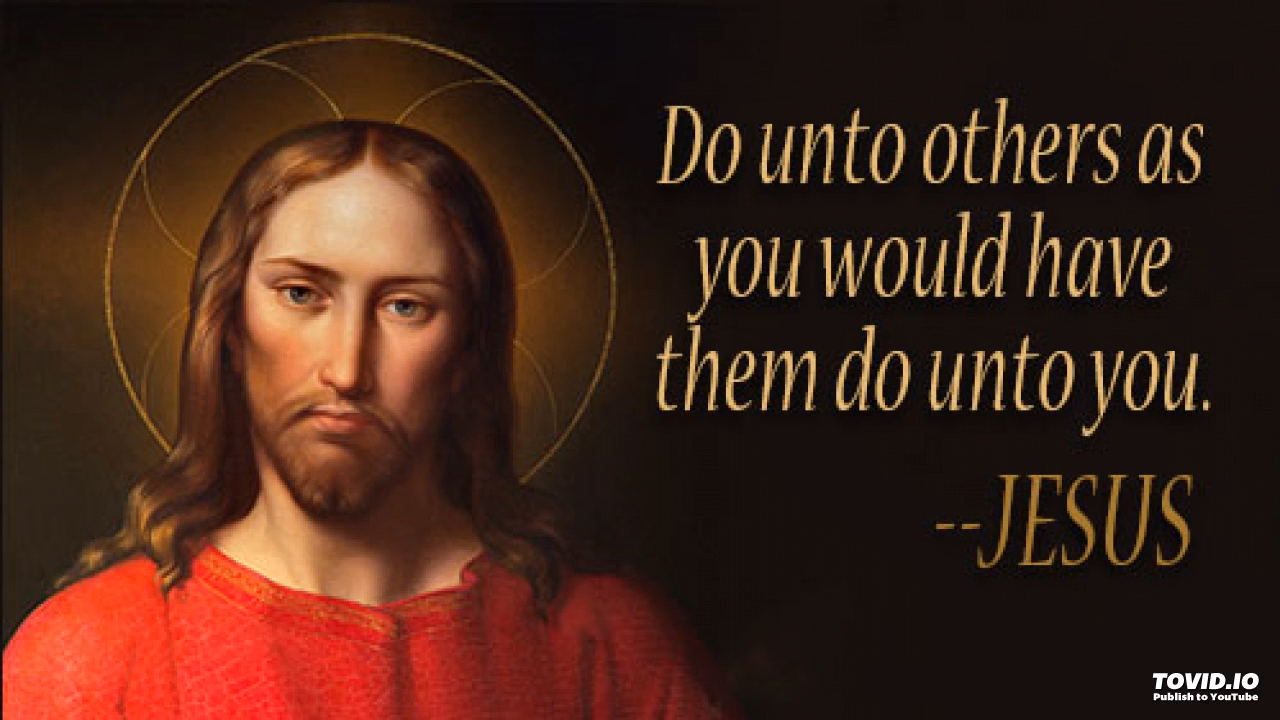 Do unto others as
you would have
them do unto you.
--JESUS
TOVID.IO
Publish to YouTube